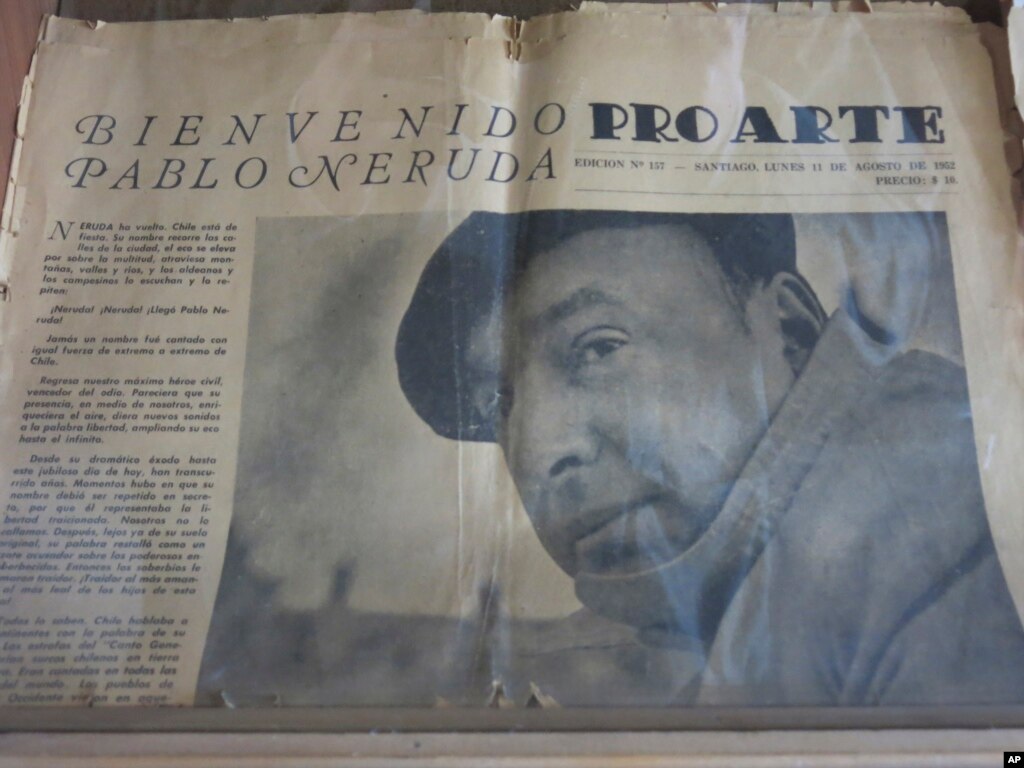 BIENVENIDO
PABLO NERUDA
PRO ARTE
EDICION Nº 157 — SANTIAGO, LUNES 11 DE AGOSTO DE 1952
PRECIO: $ 10.
NERUDA ha vuelto. Chile está de
fiesta. Su nombre recorre las ca-
lles de la ciudad, el eco se eleva
por sobre la multitud, atraviesa mon-
tañas, valles y ríos, y los aldeanos y
los campesinos lo escuchan y lo re-
piten:
¡Neruda! ¡Neruda! ¡Llegó Pablo Ne-
ruda!
Jamás un nombre fué cantado con
igual fuerza de extremo a extremo de
Chile.
Regresa nuestro máximo héroe civil,
vencedor del odio. Pareciera que su
presencia, en medio de nosotros, enri-
queciera el aire, diera nuevos sonidos
a la palabra libertad, ampliando su eco
hasta el infinito.
Desde su dramático éxodo hasta
este jubiloso día de hoy, han transcu-
rrido años. Momentos hubo en que su
nombre debió ser repetido en secre-
to, por que él representaba la li-
bertad traicionada. Nosotros no lo
callamos. Después, lejos ya de su suelo
original, su palabra restalló como un
acusador sobre los poderosos en-
soberbecidos. Entonces los soberbios le
traidor. ¡Traidor al más aman-
al más leal de los hijos de esta
Todos lo saben. Chile hablaba a
con la palabra de su
Las estrofas del "Canto Gene-
surcos chilenos en tierra
Eran cantadas en todas las
del mundo. Los pueblos de
Occidente en aque-
AP